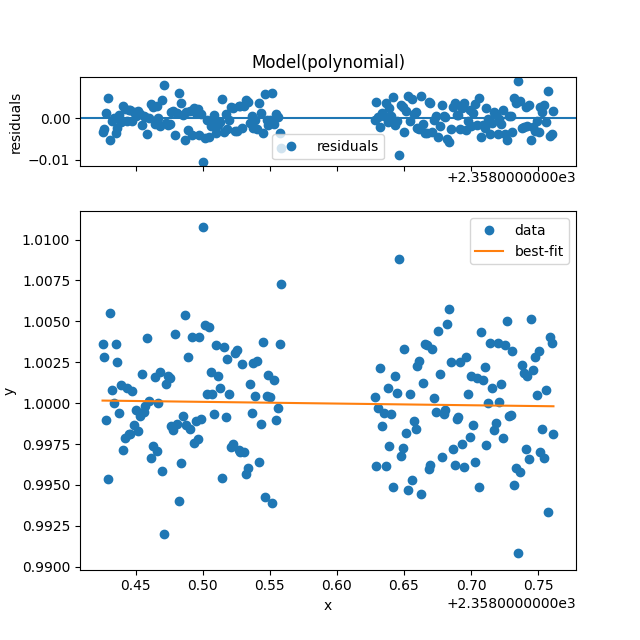 Model(polynomial)
residuals
0.00
−0.01
residuals
+2.3580000000e3
y
1.0100
1.0075
1.0050
1.0025
1.0000
0.9975
0.9950
0.9925
0.9900
data
best-fit
0.45
0.50
0.55
0.60
0.65
0.70
0.75
x
+2.3580000000e3